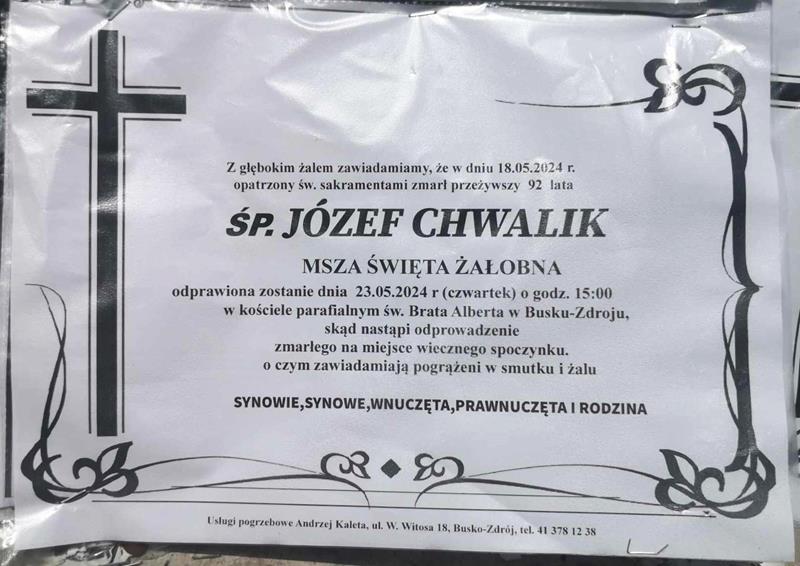 Z głębokim żalem zawiadamiamy, że w dniu 18.05.2024 r.
opatrzony św. sakramentami zmarł przeżywszy 92 lata
ŚP. JÓZEF CHWALIK
MSZA ŚWIĘTA ŻAŁOBNA
odprawiona zostanie dnia 23.05.2024 r (czwartek) o godz. 15:00
w kościele parafialnym św. Brata Alberta w Busku-Zdroju,
skąd nastąpi odprowadzenie
zmarłego na miejsce wiecznego spoczynku.
o czym zawiadamiają pogrążeni w smutku i żalu
SYNOWIE,SYNOWE,WNUCZĘTA,PRAWNUCZĘTA I RODZINA
Usługi pogrzebowe Andrzej Kaleta, ul. W. Witosa 18, Busko-Zdrój, tel. 41 378 12 38